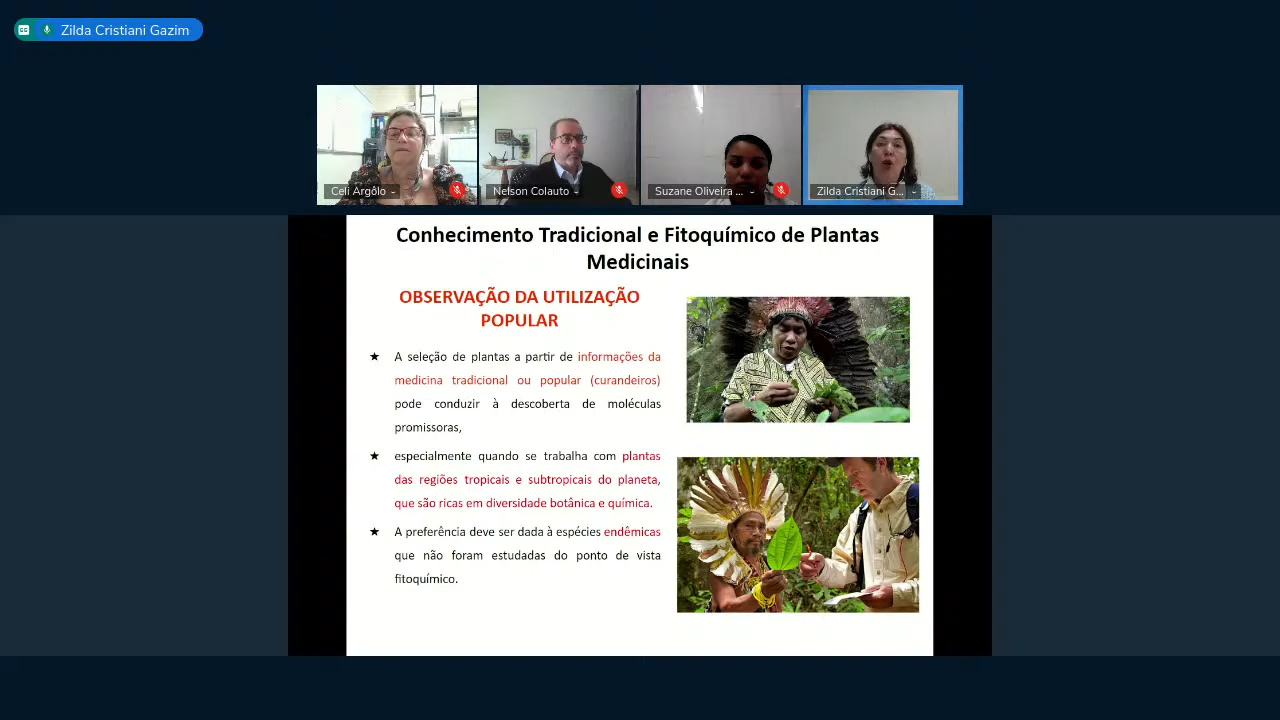 Zilda Cristiani Gazim
Celi Argôlo
Nelson Colauto
Suzane Oliveira ...
Zilda Cristiani G...
Conhecimento Tradicional e Fitoquímico de Plantas
Medicinais
OBSERVAÇÃO DA UTILIZAÇÃO
POPULAR
★ A seleção de plantas a partir de informações da
medicina tradicional ou popular (curandeiros)
pode conduzir à descoberta de moléculas
promissoras,
★ especialmente quando se trabalha com plantas
das regiões tropicais e subtropicais do planeta,
que são ricas em diversidade botânica e química.
★ A preferência deve ser dada à espécies endêmicas
que não foram estudadas do ponto de vista
fitoquímico.